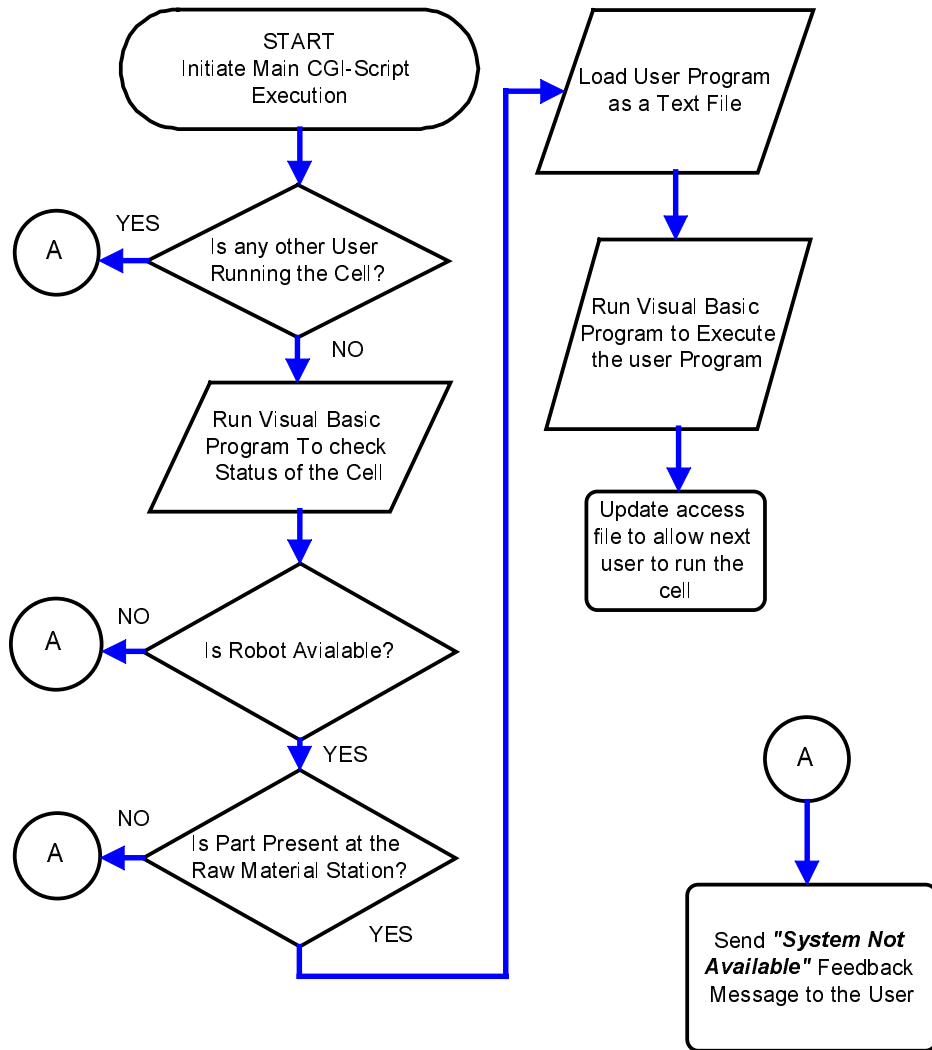 START
Initiate Main CGI-Script
Execution
YES
A
Is any other User
Running the Cell?
NO
Run Visual Basic
Program To check
Status of the Cell
NO
A
Is Robot Avialable?
YES
NO
A
Is Part Present at the
Raw Material Station?
YES
Load User Program
as a Text File
Run Visual Basic
Program to Execute
the user Program
Update access
file to allow next
user to run the
cell
A
Send "System Not
Available" Feedback
Message to the User